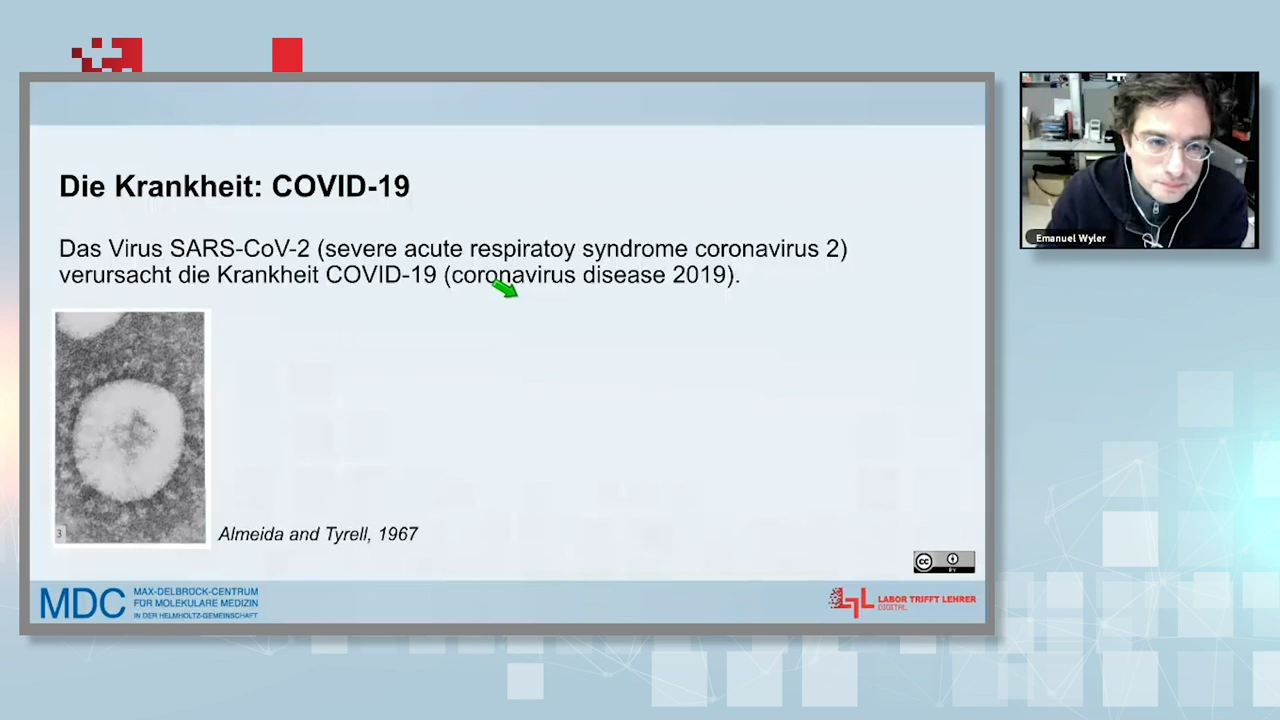 Die Krankheit: COVID-19
Das Virus SARS-CoV-2 (severe acute respiratoy syndrome coronavirus 2)
verursacht die Krankheit COVID-19 (coronavirus disease 2019).
3
Almeida and Tyrell, 1967
cc
BY
MDC MAX-DELBRÜCK-CENTRUM
FÜR MOLEKULARE MEDIZIN
IN DER HELMHOLTZ-GEMEINSCHAFT
LABOR TRIFFT LEHRER
DIGITAL
Emanuel Wyler